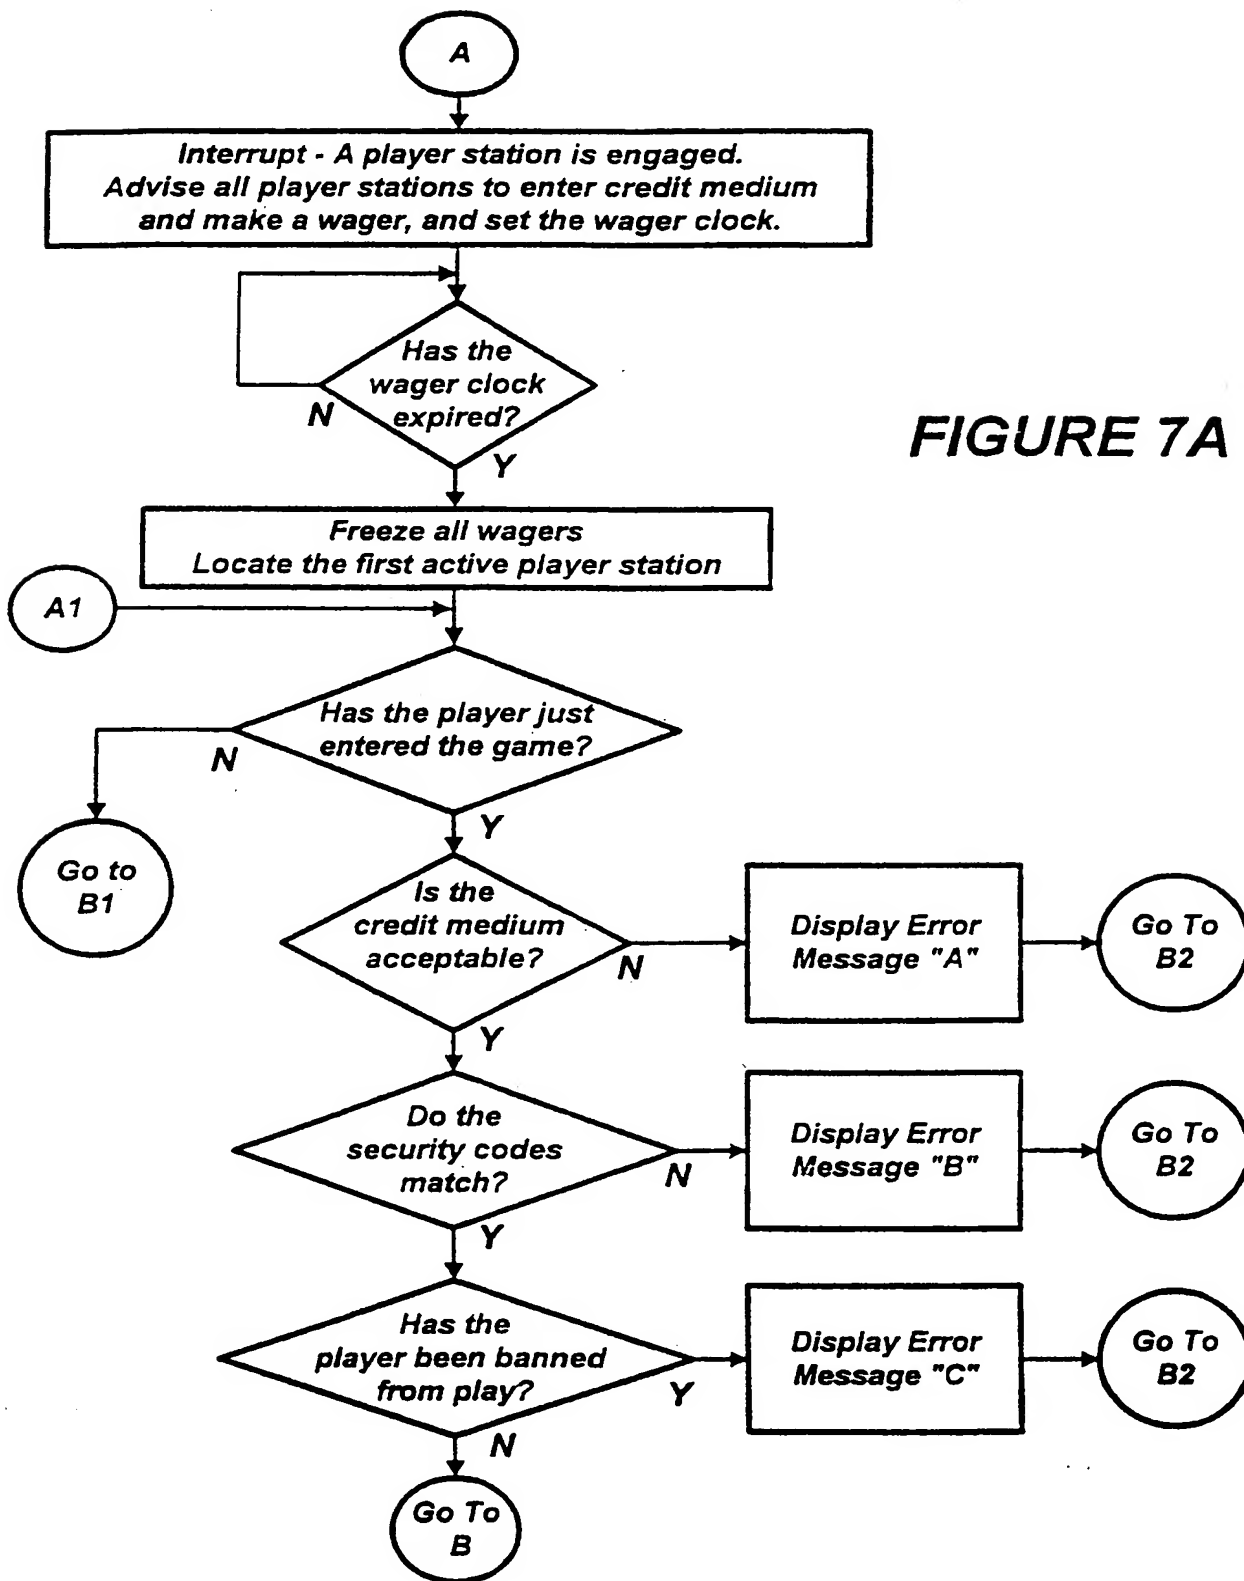 A
Interrupt - A player station is engaged.
Advise all player stations to enter credit medium
and make a wager, and set the wager clock.
Has the
wager clock
expired?
N
Y
FIGURE 7A
Freeze all wagers
Locate the first active player station
A1
Has the player just
entered the game?
N
Y
Go to
B1
Is the
credit medium
acceptable?
N
Y
Display Error
Message "A"
Go To
B2
Do the
security codes
match?
N
Y
Display Error
Message "B"
Go To
B2
Has the
player been banned
from play?
Y
N
Display Error
Message "C"
Go To
B2
Go To
B